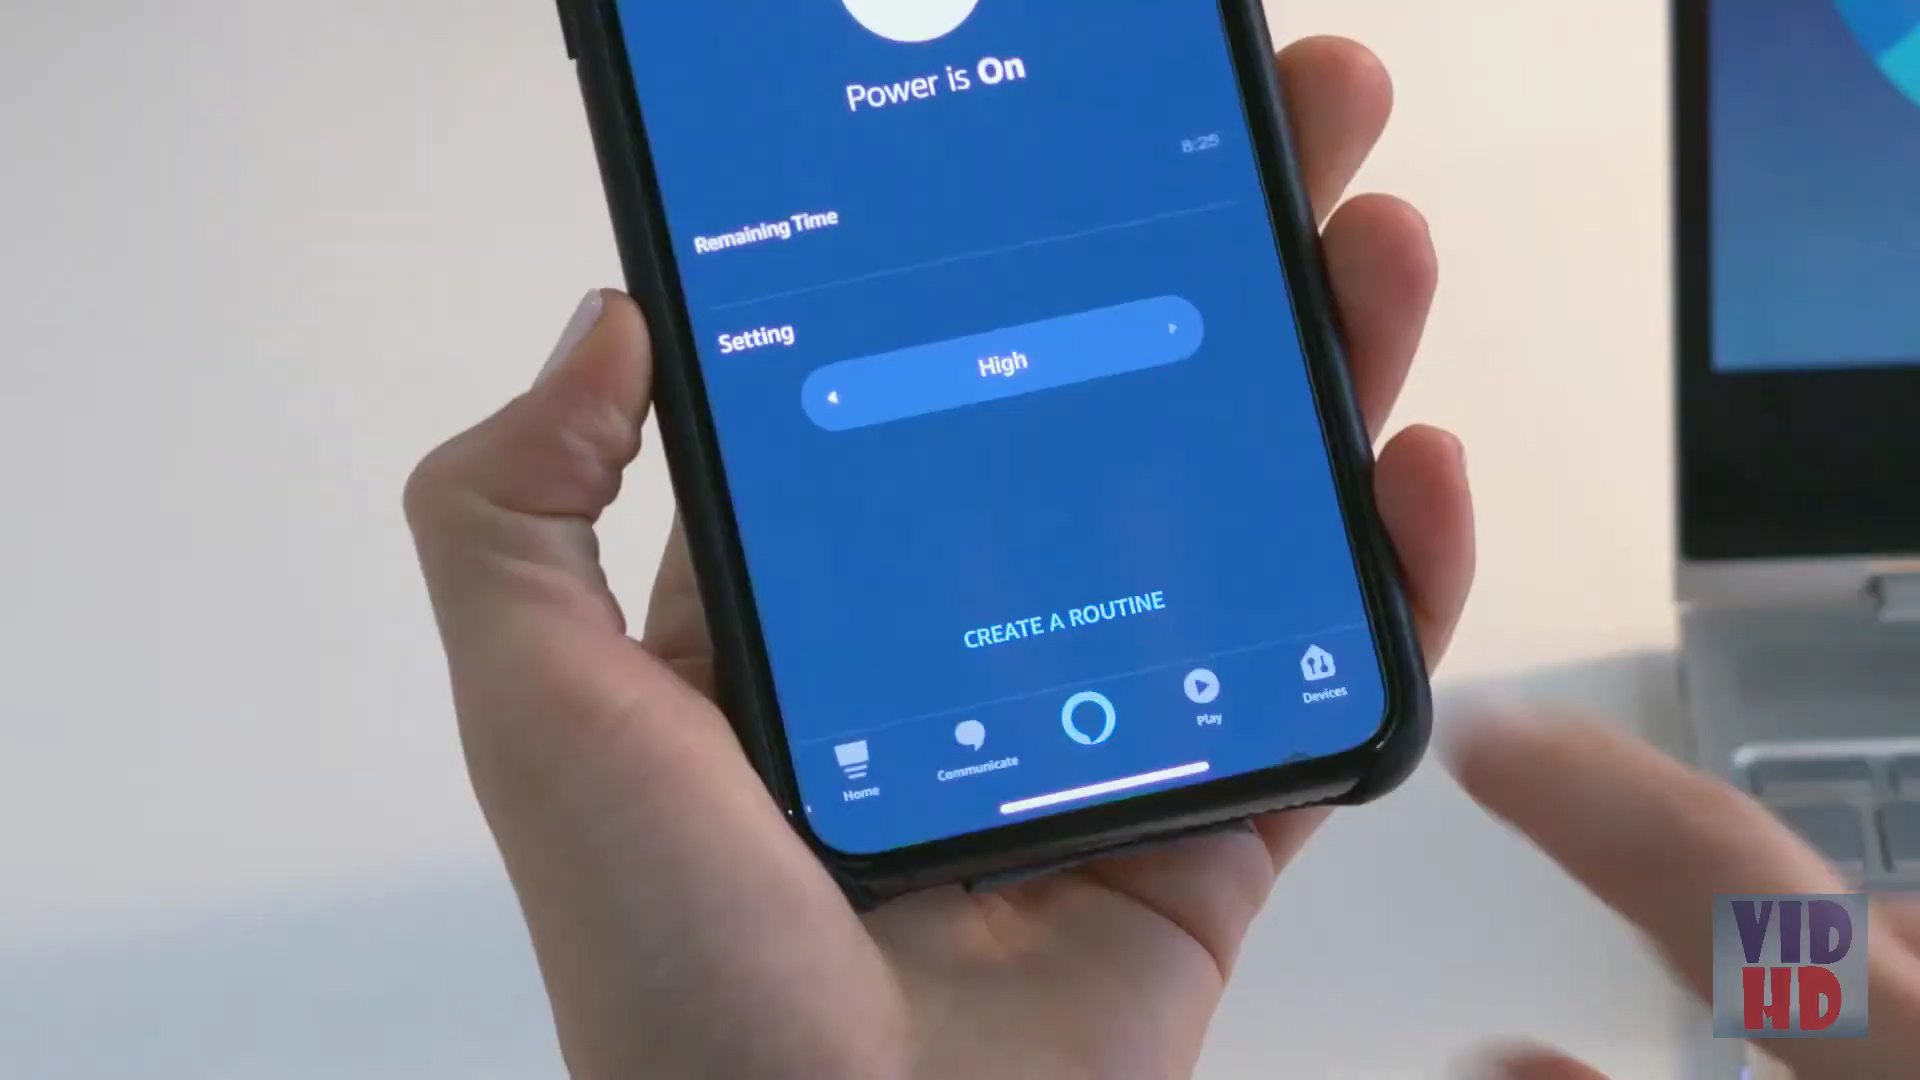 Power is On
8:25
Remaining Time
Setting
High
CREATE A ROUTINE
Home
Communicate
Play
Devices
VID
HD